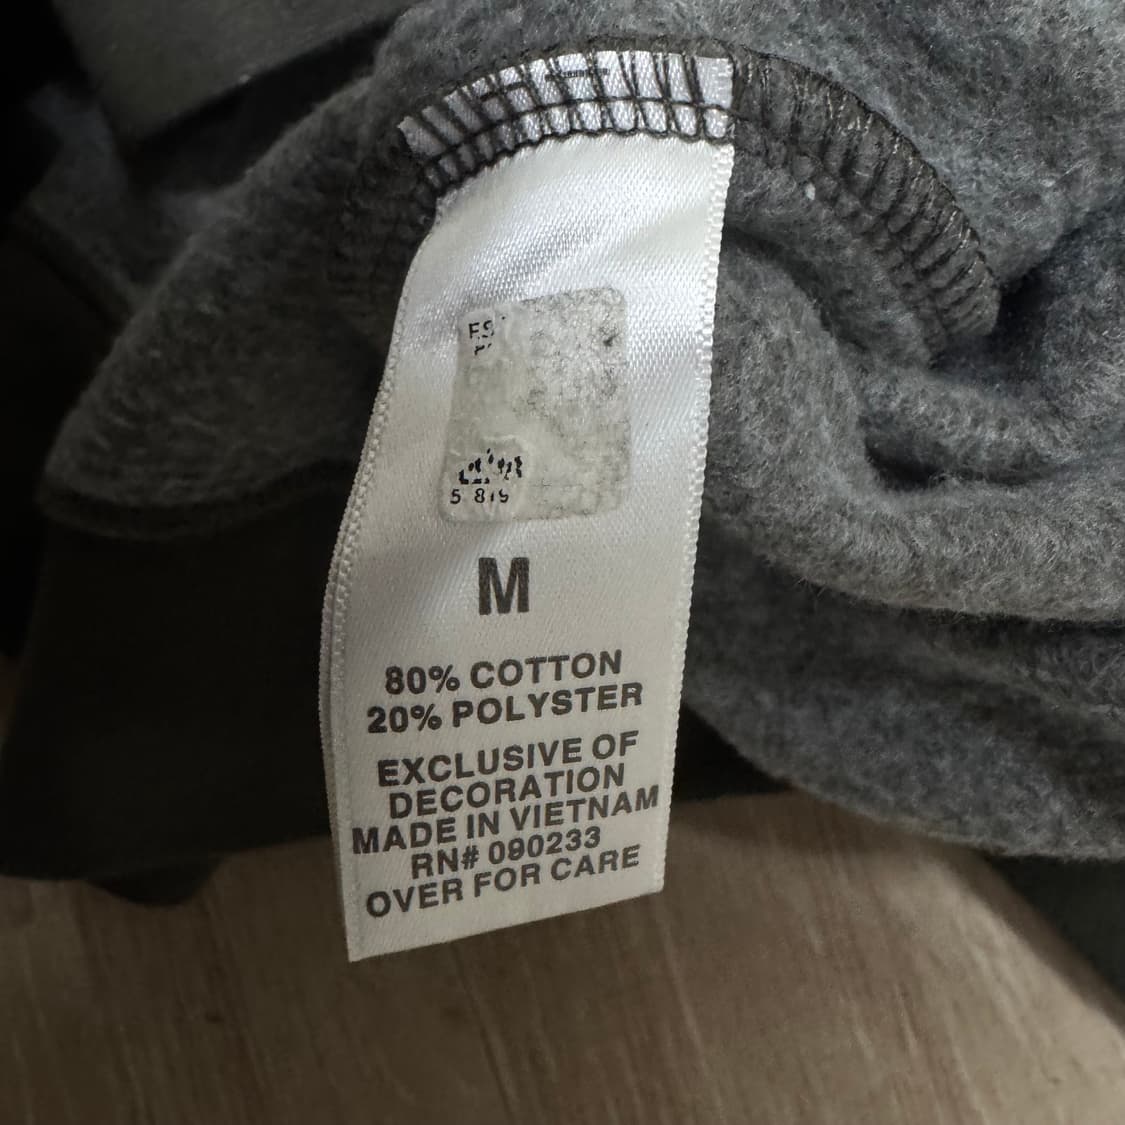 M
80% COTTON
20% POLYSTER
EXCLUSIVE OF
DECORATION
MADE IN VIETNAM
RN# 090233
OVER FOR CARE